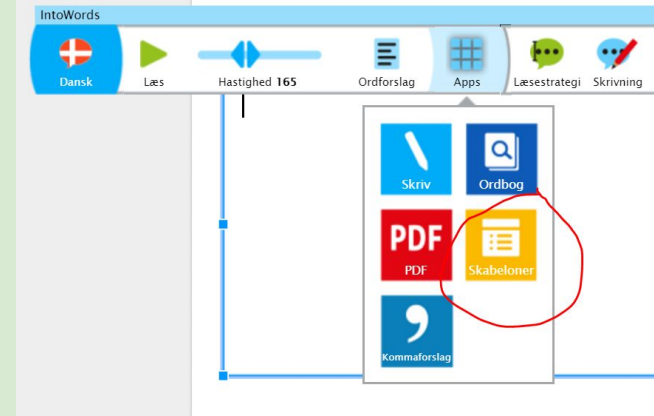 IntoWords
Dansk
Læs
Hastighed 165
Ordforslag
Apps
Læsestrategi
Skrivning
Skriv
Ordbog
PDF
PDF
Skabeloner
Kommaforslag